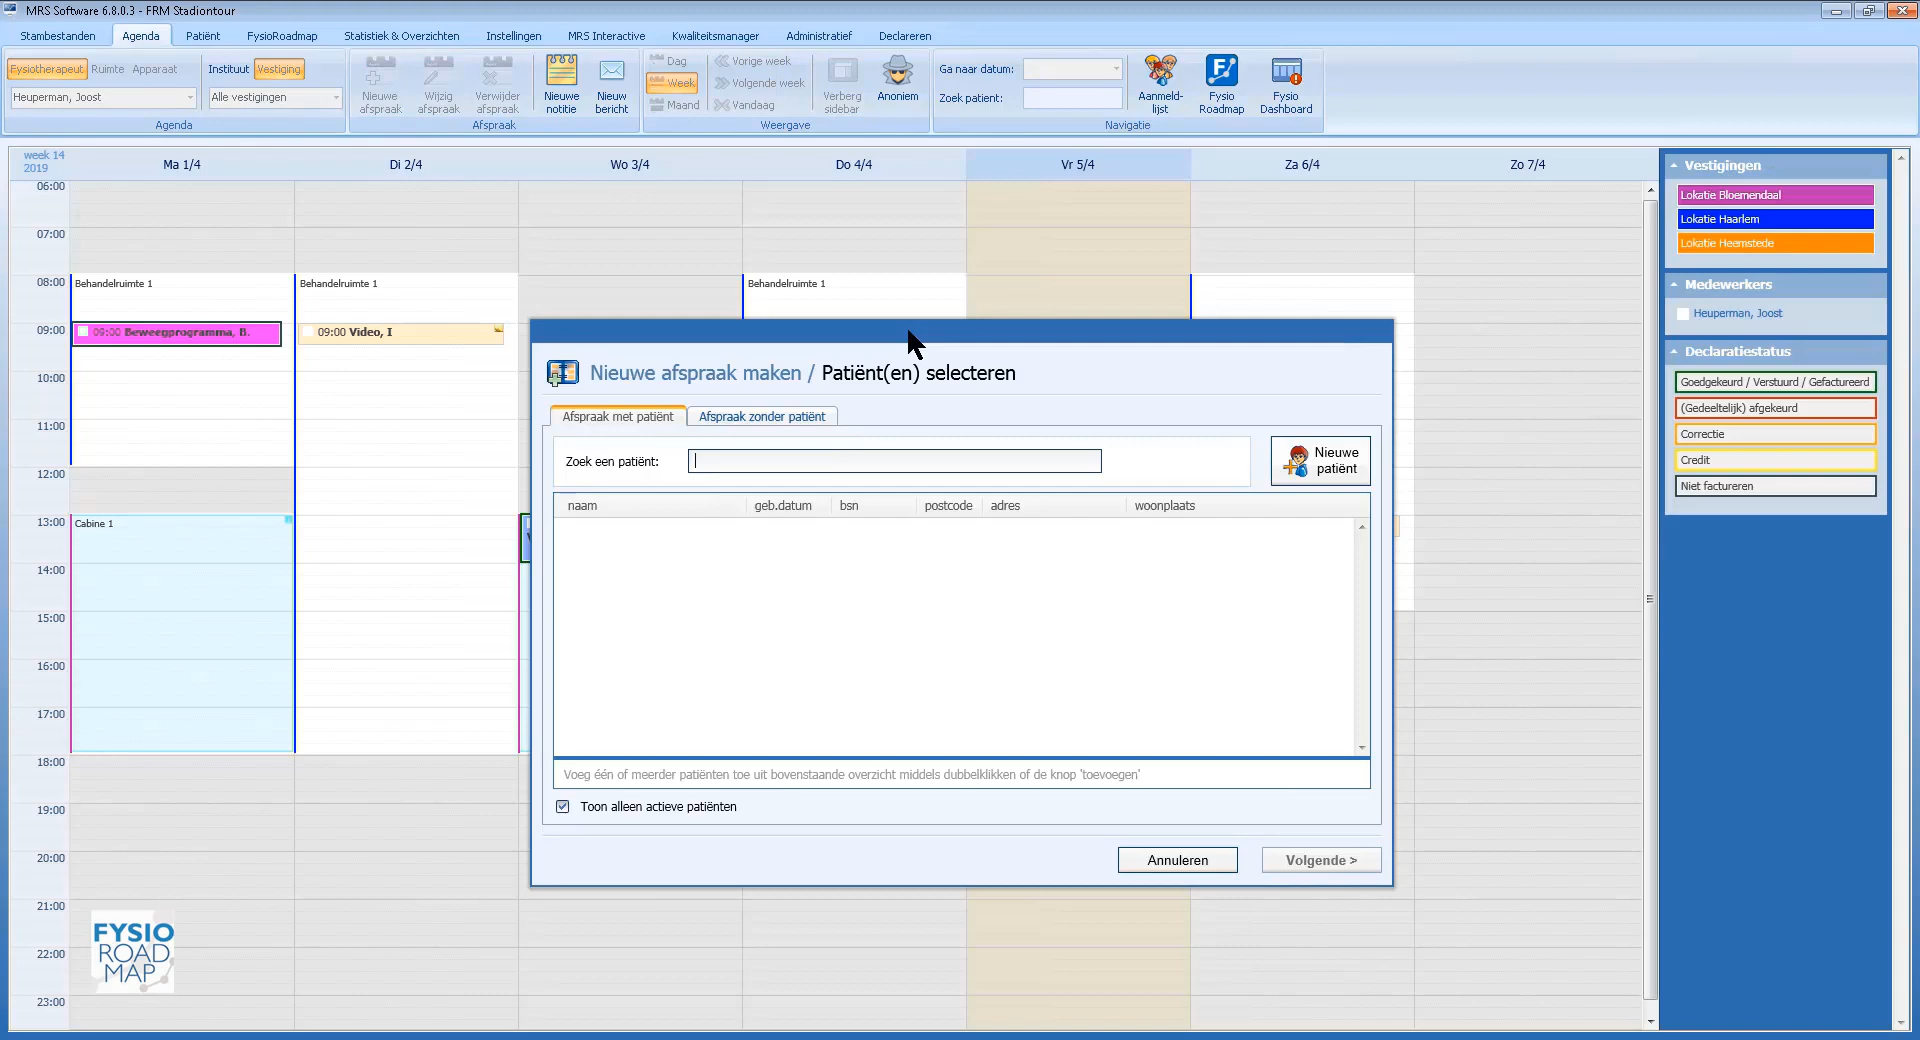 MRS Software 6.8.0.3 - FRM Stadiontour
Stambestanden Agenda Patiënt FysioRoadmap Statistiek & Overzichten Instellingen MRS Interactive Kwaliteitsmanager Administratief Declareren
Fysiotherapeut Ruimte Apparaat
Heuperman, Joost
Instituut Vestiging
Alle vestigingen
Agenda
Nieuwe afspraak
Wijzig afspraak
Verwijder afspraak
Nieuwe notitie
Nieuw bericht
Afspraak
Dag
Week
Maand
Vorige week
Volgende week
Vandaag
Verberg sidebar
Anoniem
Weergave
Ga naar datum:
Zoek patient:
Aanmeld-
lijst
Fysio
Roadmap
Fysio
Dashboard
Navigatie
week 14
2019
Ma 1/4 Di 2/4 Wo 3/4 Do 4/4 Vr 5/4 Za 6/4 Zo 7/4
06:00
07:00
08:00
09:00
10:00
11:00
12:00
13:00
14:00
15:00
16:00
17:00
18:00
19:00
20:00
21:00
22:00
23:00
Behandelruimte 1
Behandelruimte 1
Behandelruimte 1
09:00 Beweegprogramma, B.
09:00 Video, I
Cabine 1
Nieuwe afspraak maken / Patiënt(en) selecteren
Afspraak met patiënt Afspraak zonder patiënt
Zoek een patiënt:
Nieuwe
patiënt
naam geb.datum bsn postcode adres woonplaats
Voeg één of meerder patiënten toe uit bovenstaande overzicht middels dubbelklikken of de knop 'toevoegen'
Toon alleen actieve patiënten
Annuleren Volgende >
Vestigingen
Lokatie Bloemendaal
Lokatie Haarlem
Lokatie Heemstede
Medewerkers
Heuperman, Joost
Declaratiestatus
Goedgekeurd / Verstuurd / Gefactureerd
(Gedeeltelijk) afgekeurd
Correctie
Credit
Niet factureren
FYSIO
ROAD
MAP